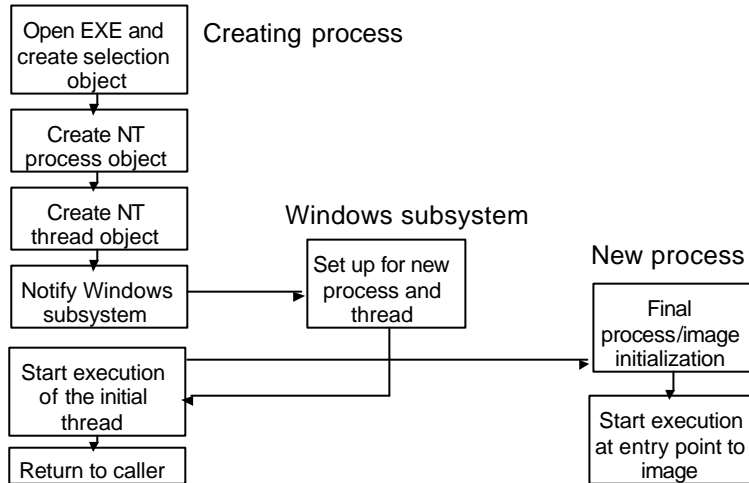 Open EXE and
create selection
object
Creating process
Create NT
process object
Create NT
thread object
Notify Windows
subsystem
Windows subsystem
Set up for new
process and
thread
New process
Final
process/image
initialization
Start execution
of the initial
thread
Return to caller
Start execution
at entry point to
image